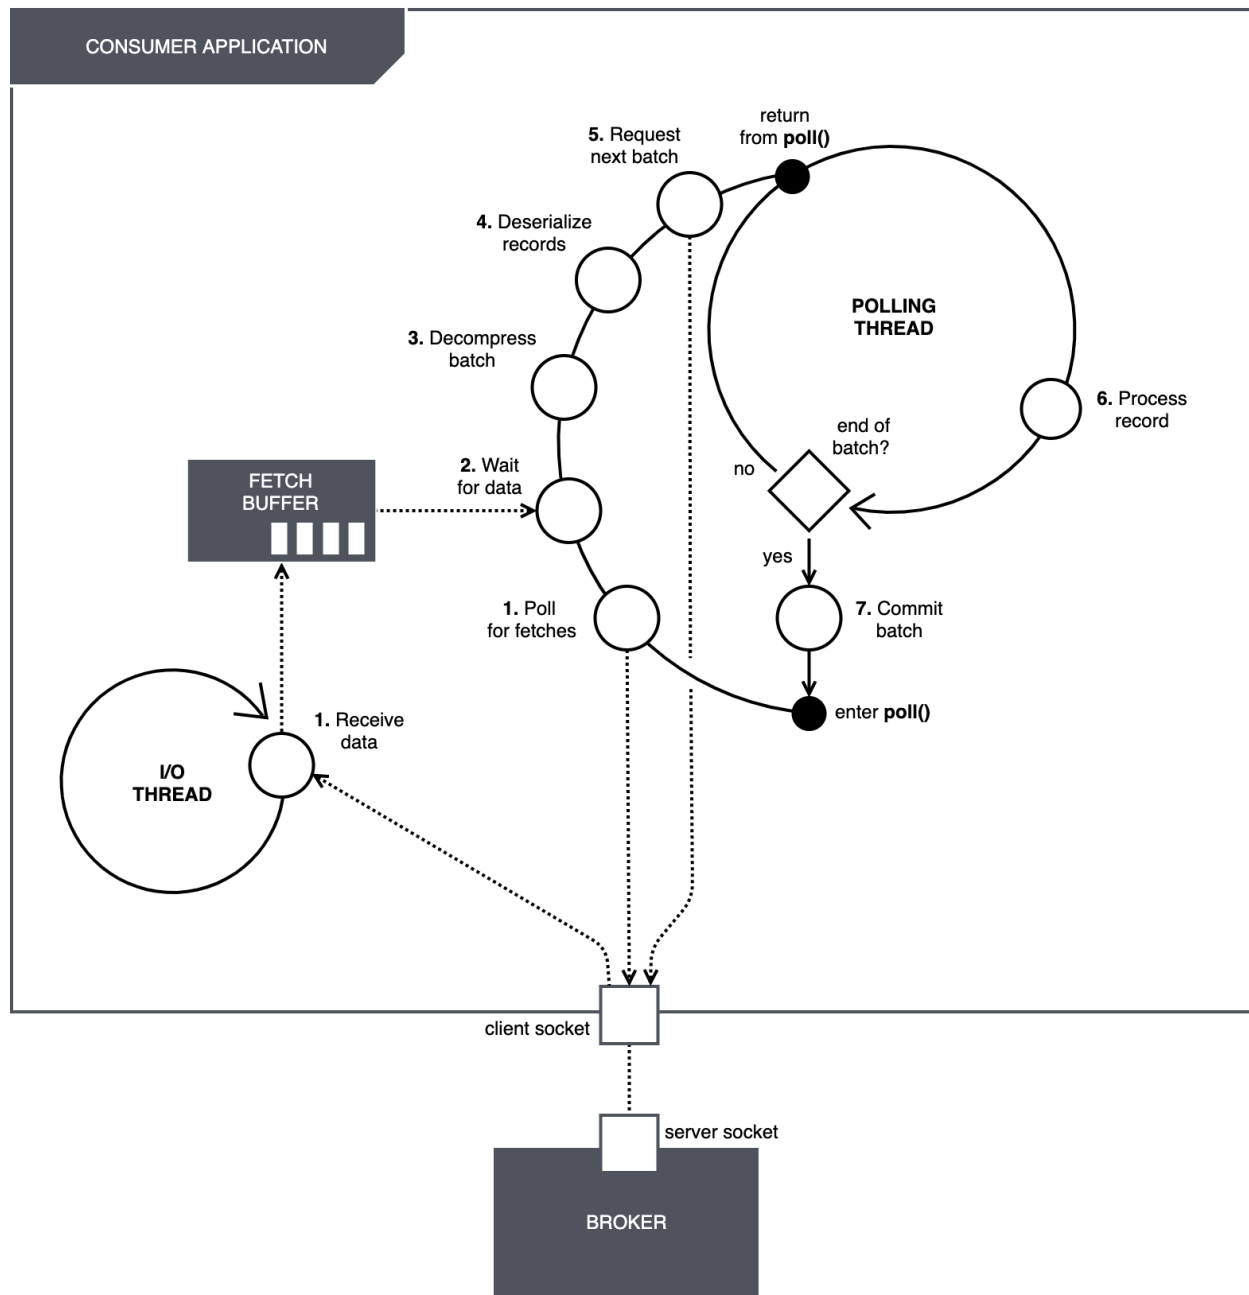 CONSUMER APPLICATION
return
from poll()
5. Request
next batch
4. Deserialize
records
POLLING
THREAD
3. Decompress
batch
6. Process
record
end of
batch?
no
2. Wait
for data
FETCH
BUFFER
yes
1. Poll
for fetches
7. Commit
batch
enter poll()
1. Receive
data
I/O
THREAD
client socket
server socket
BROKER